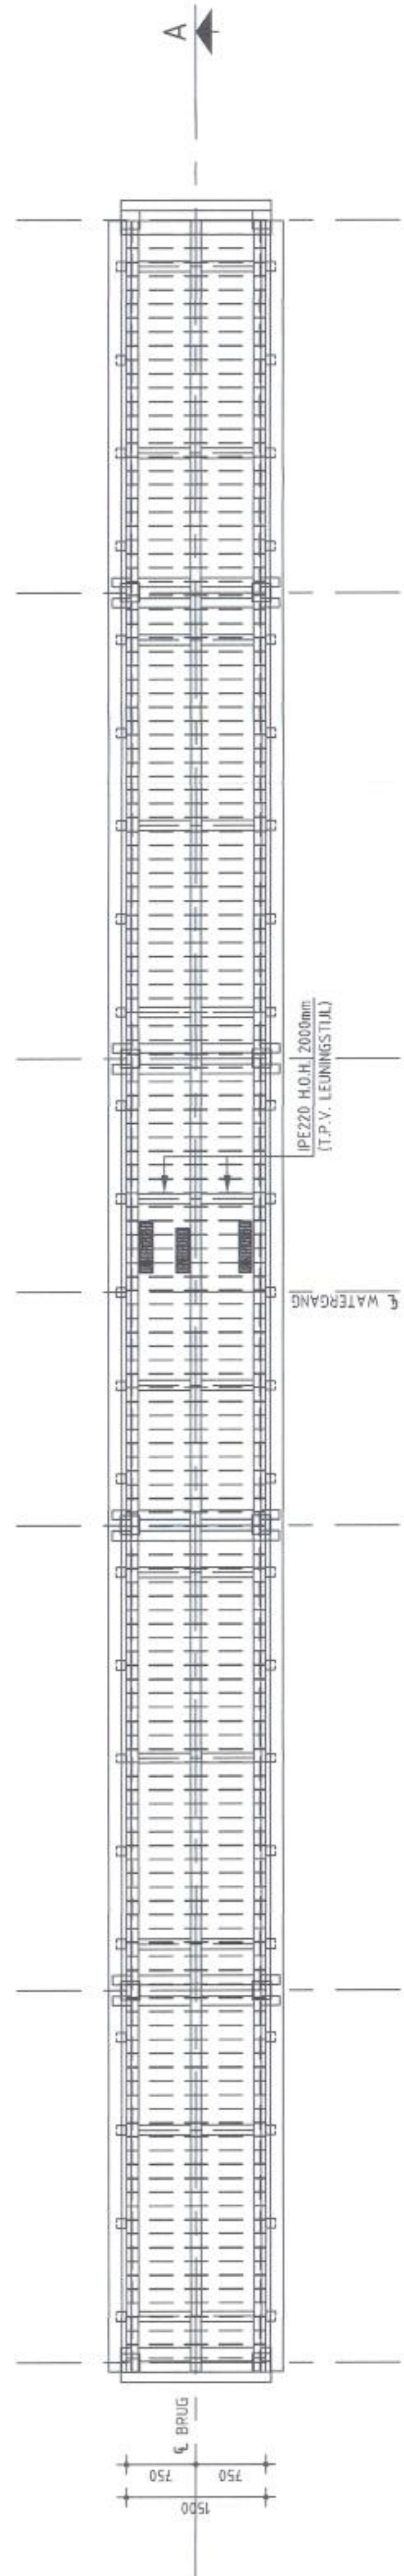 A
IPE220 H.O.H. 2000mm
(T.P.V. LEUNINGSTIJL)
℄ WATERGANG
℄ BRUG
750
750
1500